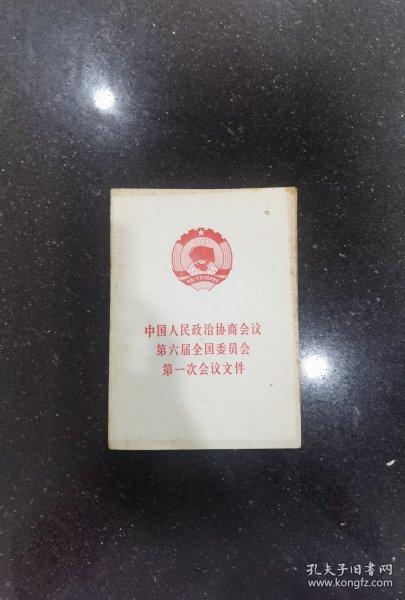 中国人民政治协商会议
第六届全国委员会
第一次会议文件
孔夫子旧书网
www.kongfz.com